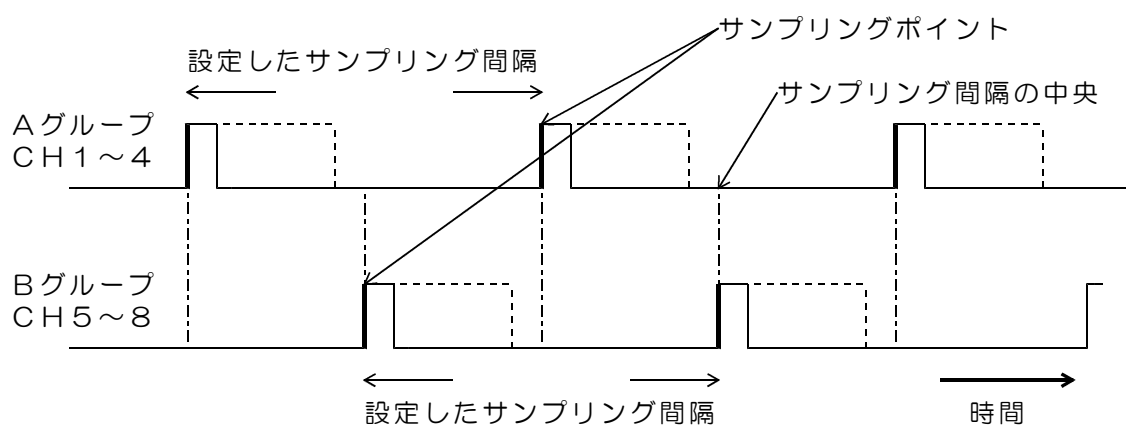 サンプリングポイント
設定したサンプリング間隔
サンプリング間隔の中央
Aグループ
CH1～4
Bグループ
CH5～8
設定したサンプリング間隔
時間